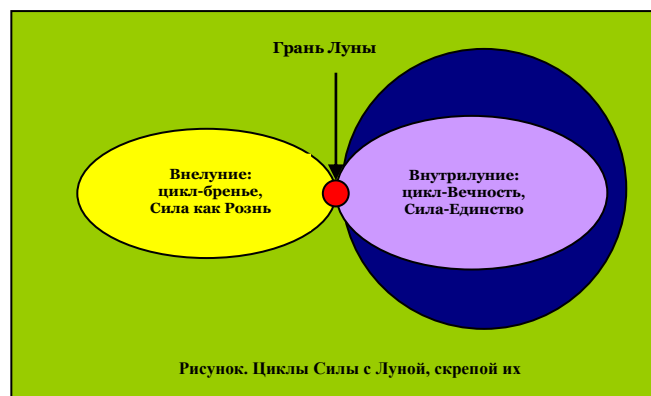 Грань Луны
Внелуние:
цикл-бренье,
Сила как Рознь
Внутрилуние:
цикл-Вечность,
Сила-Единство
Рисунок. Циклы Силы с Луной, скрепой их